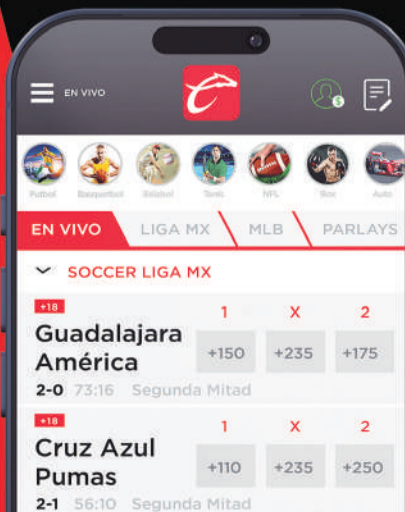 EN VIVO
Futbol Basquetbol Beisbol Tenis NFL Box Auto
EN VIVO LIGA MX MLB PARLAYS
SOCCER LIGA MX
+18
1 X 2
Guadalajara
América
+150 +235 +175
2-0 73:16 Segunda Mitad
+18
1 X 2
Cruz Azul
Pumas
+110 +235 +250
2-1 56:10 Segunda Mitad